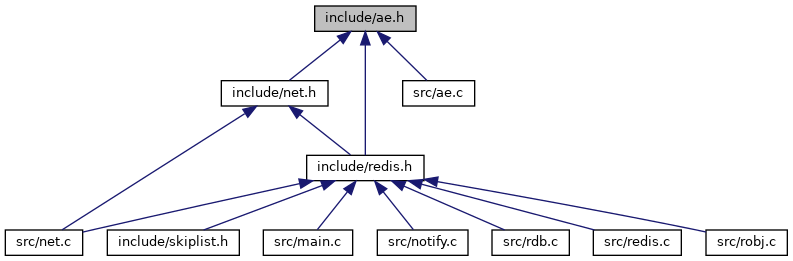 include/ae.h
include/net.h
src/ae.c
include/redis.h
src/net.c
include/skiplist.h
src/main.c
src/notify.c
src/rdb.c
src/redis.c
src/robj.c